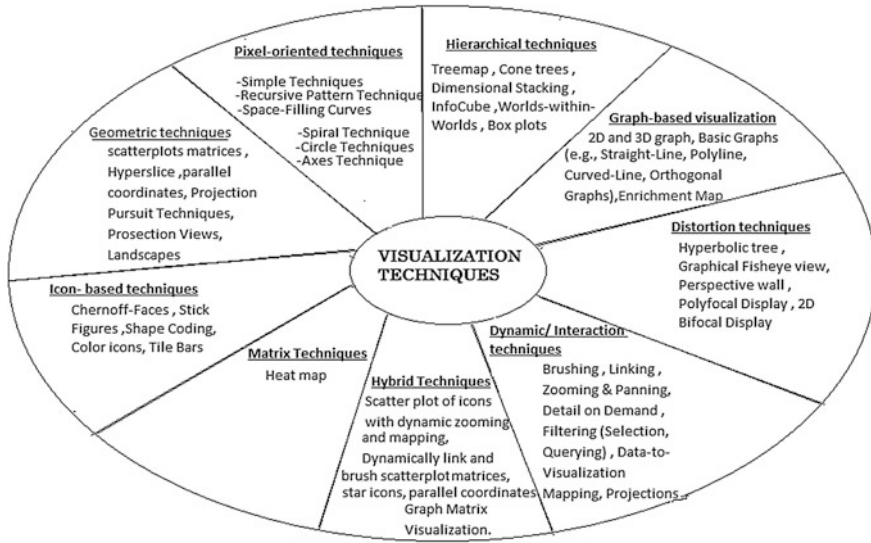 Pixel-oriented techniques
-Simple Techniques
-Recursive Pattern Technique
-Space-Filling Curves
-Spiral Technique
-Circle Techniques
-Axes Technique
Hierarchical techniques
Treemap , Cone trees ,
Dimensional Stacking ,
InfoCube ,Worlds-within-
Worlds , Box plots
Graph-based visualization
2D and 3D graph, Basic Graphs
(e.g., Straight-Line, Polyline,
Curved-Line, Orthogonal
Graphs),Enrichment Map
Geometric techniques
scatterplots matrices ,
Hyperslice ,parallel
coordinates, Projection
Pursuit Techniques,
Prosection Views,
Landscapes
VISUALIZATION
TECHNIQUES
Distortion techniques
Hyperbolic tree ,
Graphical Fisheye view,
Perspective wall ,
Polyfocal Display , 2D
Bifocal Display
Icon- based techniques
Chernoff-Faces , Stick
Figures ,Shape Coding,
Color icons, Tile Bars
Matrix Techniques
Heat map
Hybrid Techniques
Scatter plot of icons
with dynamic zooming
and mapping,
Dynamically link and
brush scatterplot matrices,
star icons, parallel coordinates
Graph Matrix
Visualization.
Dynamic/ Interaction
techniques
Brushing , Linking ,
Zooming & Panning,
Detail on Demand ,
Filtering (Selection,
Querying) , Data-to-
Visualization
Mapping, Projections